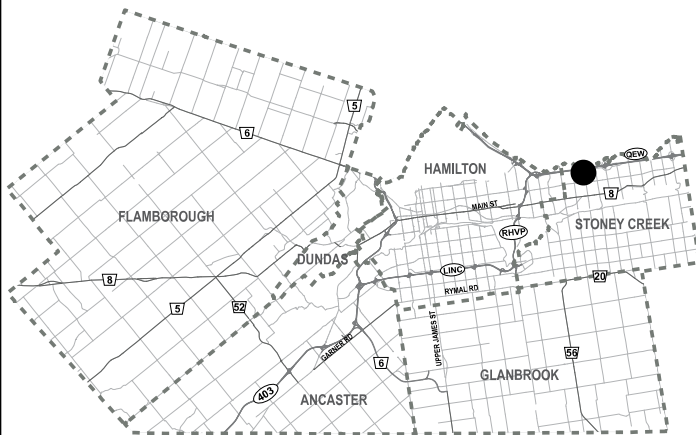 5
6
HAMILTON
QEW
8
FLAMBOROUGH
MAIN ST
STONEY CREEK
RHVP
DUNDAS
LINC
20
8
RYMAL RD
5
52
UPPER JAMES ST
GARNER RD
56
6
GLANBROOK
403
ANCASTER